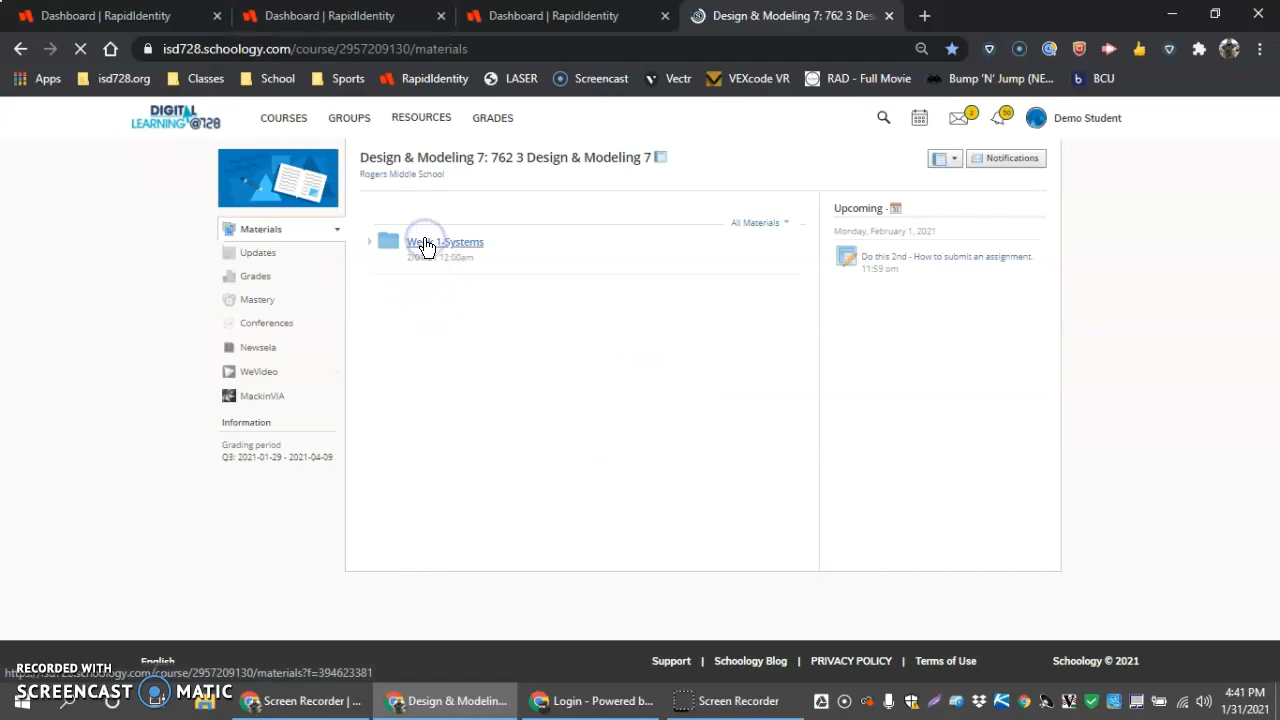 Dashboard | RapidIdentity
Dashboard | RapidIdentity
Dashboard | RapidIdentity
Design & Modeling 7: 762 3 Des
isd728.schoology.com/course/2957209130/materials
Apps isd728.org Classes School Sports RapidIdentity LASER Screencast Vectr VEXcode VR RAD - Full Movie Bump 'N' Jump (NE... BCU
DIGITAL
LEARNING @728
COURSES GROUPS RESOURCES GRADES
2 50 Demo Student
Design & Modeling 7: 762 3 Design & Modeling 7
Rogers Middle School
Notifications
Materials
Updates
Grades
Mastery
Conferences
Newsela
WeVideo
MackinVIA
Information
Grading period
Q3: 2021-01-29 - 2021-04-09
All Materials
1-Systems
12:00am
Upcoming -
Monday, February 1, 2021
Do this 2nd - How to submit an assignment.
11:59 pm
English
Support | Schoology Blog | PRIVACY POLICY | Terms of Use
Schoology © 2021
https://isd728.schoology.com/course/2957209130/materials?f=394623381
RECORDED WITH
SCREENCAST MATIC
Screen Recorder | ...
Design & Modelin...
Login - Powered b...
Screen Recorder
4:41 PM
1/31/2021